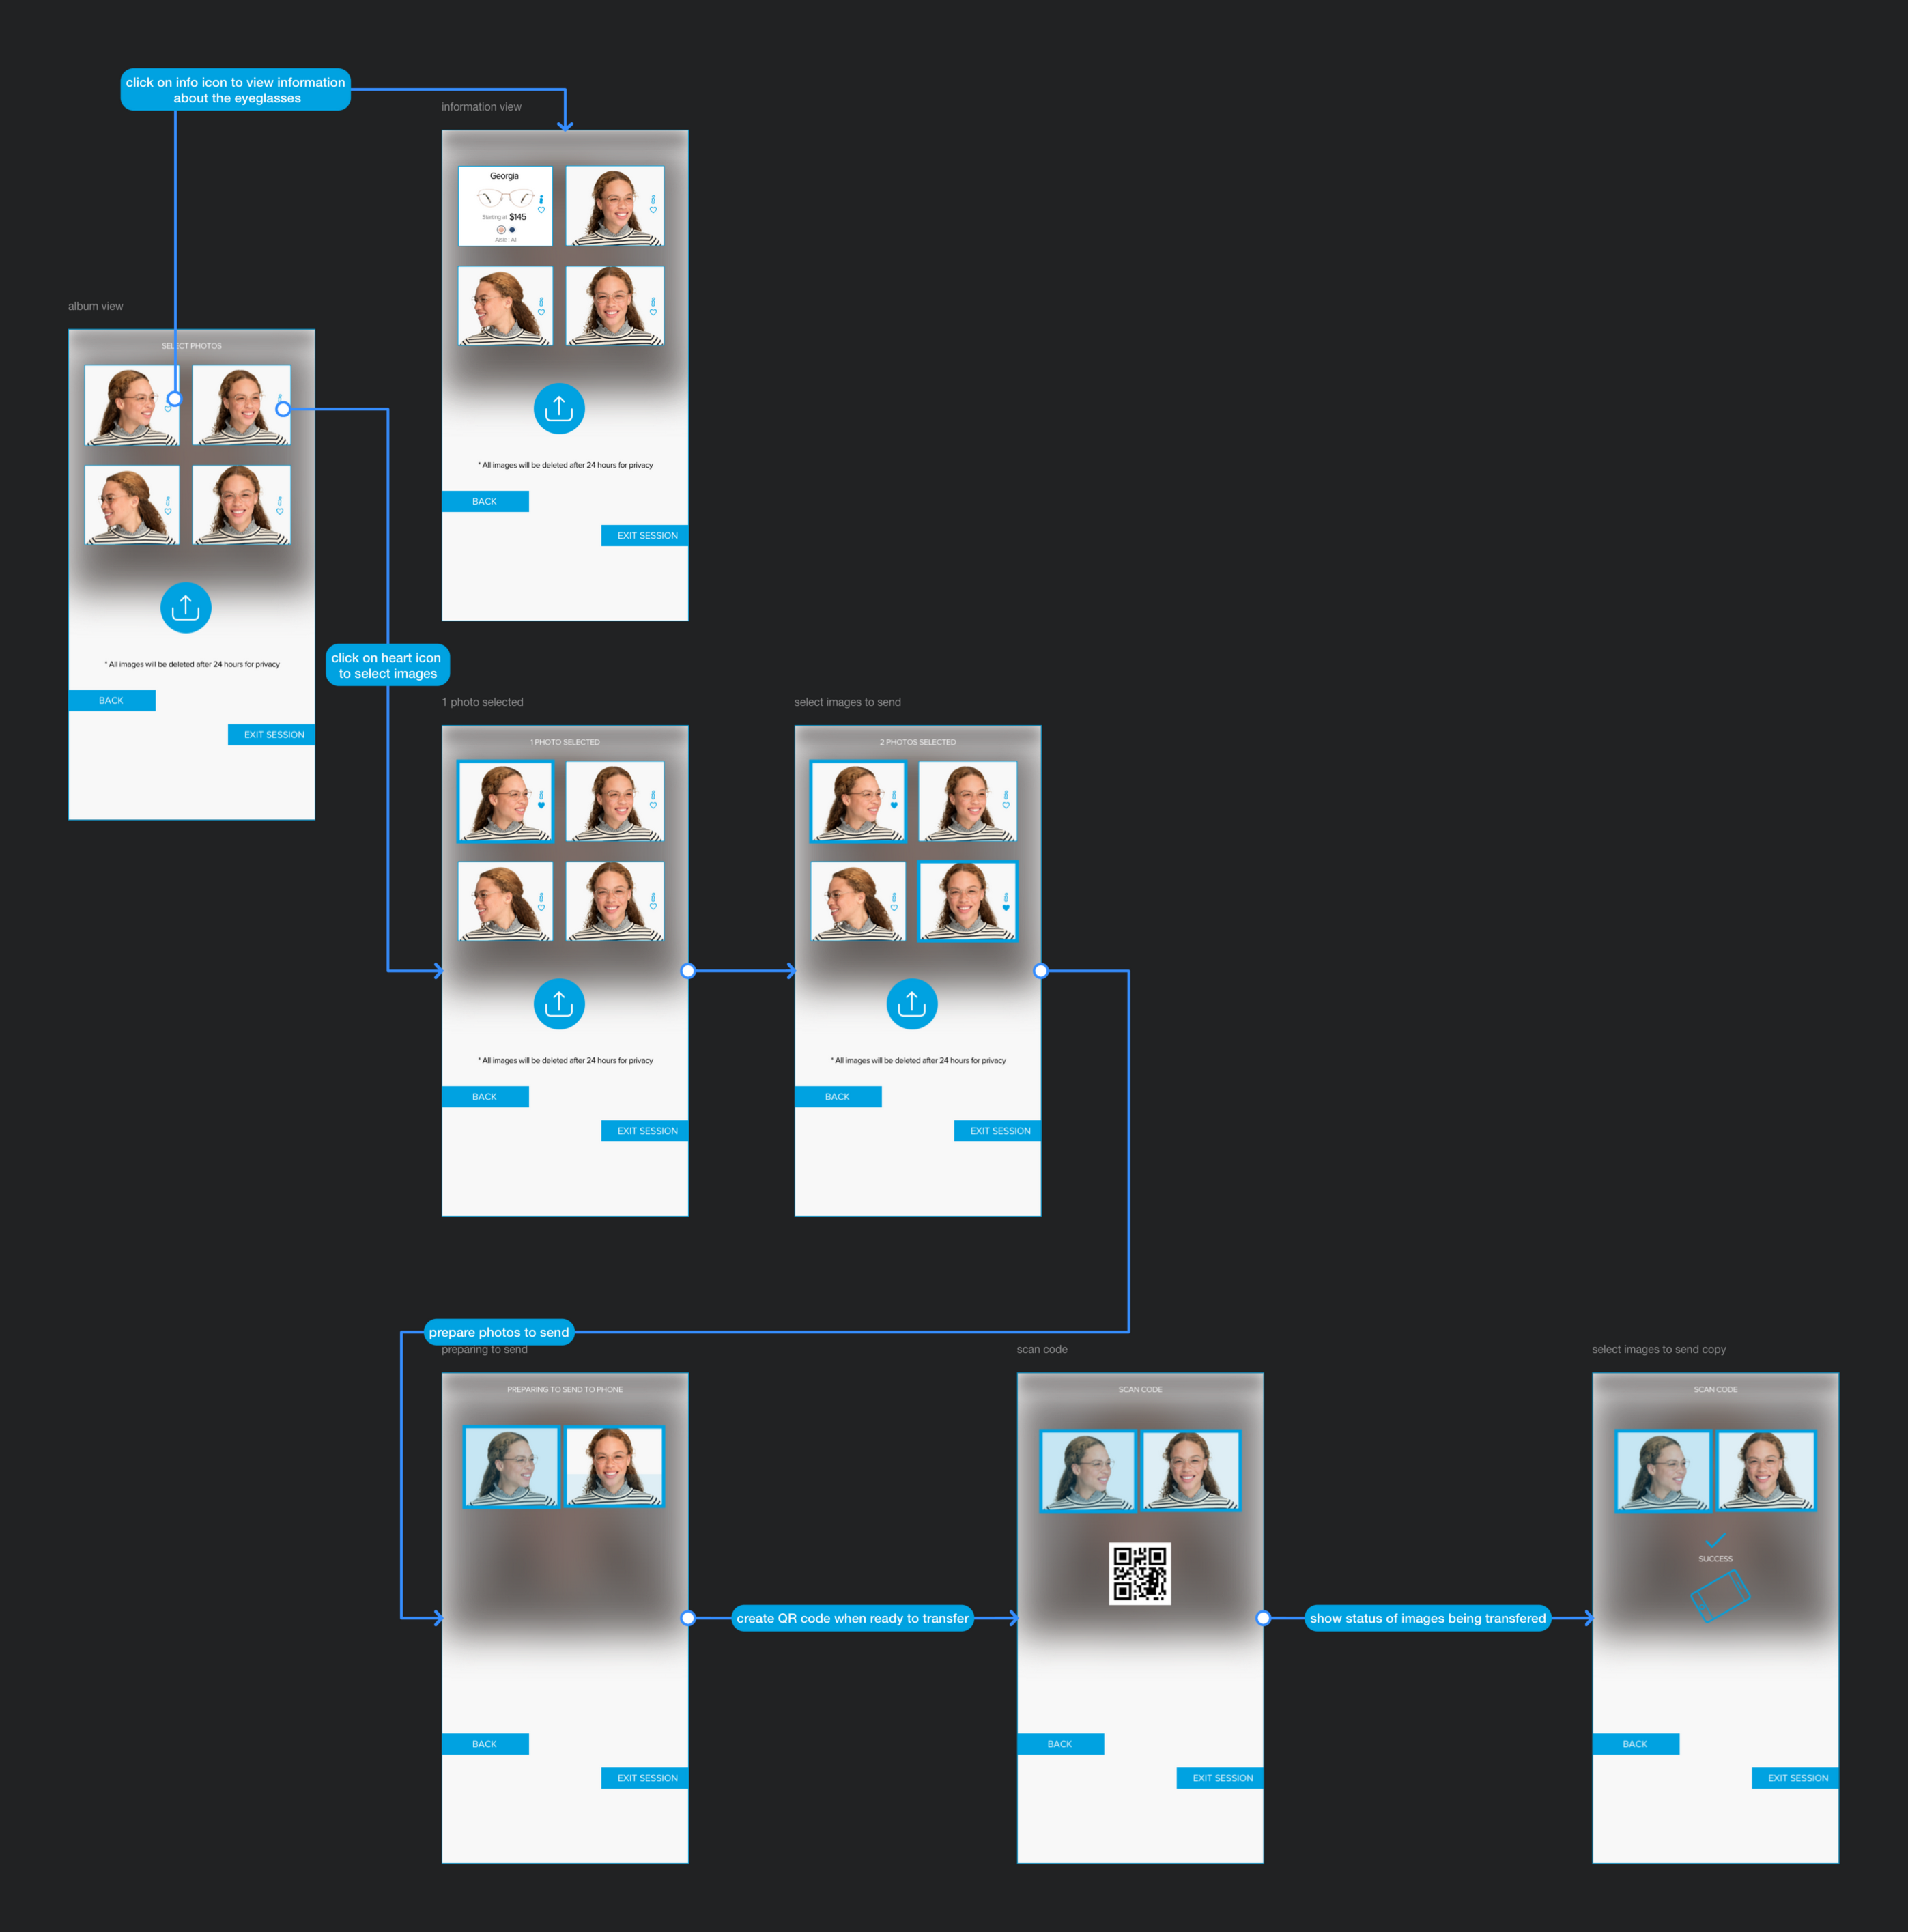 click on info icon to view information
about the eyeglasses
information view
Georgia
Starting at $145
Aisle : A1
* All images will be deleted after 24 hours for privacy
BACK
EXIT SESSION
album view
SELECT PHOTOS
* All images will be deleted after 24 hours for privacy
BACK
EXIT SESSION
click on heart icon
to select images
1 photo selected
1 PHOTO SELECTED
* All images will be deleted after 24 hours for privacy
BACK
EXIT SESSION
select images to send
2 PHOTOS SELECTED
* All images will be deleted after 24 hours for privacy
BACK
EXIT SESSION
prepare photos to send
preparing to send
PREPARING TO SEND TO PHONE
BACK
EXIT SESSION
create QR code when ready to transfer
scan code
SCAN CODE
BACK
EXIT SESSION
show status of images being transfered
select images to send copy
SCAN CODE
SUCCESS
BACK
EXIT SESSION